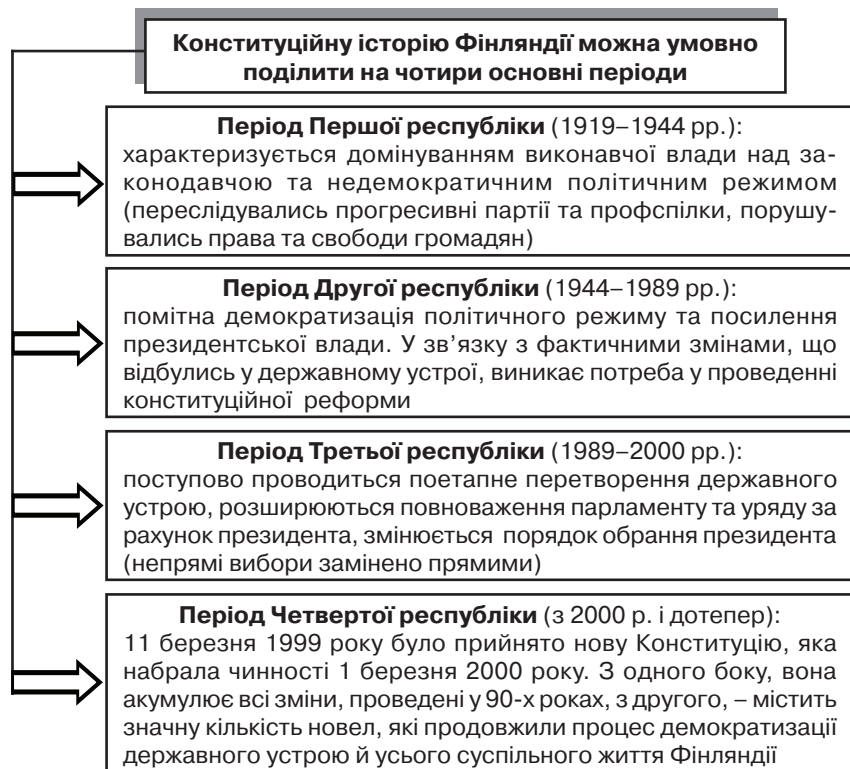 Конституційну історію Фінляндії можна умовно
поділити на чотири основні періоди
Період Першої республіки (1919–1944 рр.):
характеризується домінуванням виконавчої влади над за-
конодавчою та недемократичним політичним режимом
(переслідувались прогресивні партії та профспілки, порушу-
вались права та свободи громадян)
Період Другої республіки (1944–1989 рр.):
помітна демократизація політичного режиму та посилення
президентської влади. У зв’язку з фактичними змінами, що
відбулись у державному устрої, виникає потреба у проведенні
конституційної реформи
Період Третьої республіки (1989–2000 рр.):
поступово проводиться поетапне перетворення державного
устрою, розширюються повноваження парламенту та уряду за
рахунок президента, змінюється порядок обрання президента
(непрямі вибори замінено прямими)
Період Четвертої республіки (з 2000 р. і дотепер):
11 березня 1999 року було прийнято нову Конституцію, яка
набрала чинності 1 березня 2000 року. З одного боку, вона
акумулює всі зміни, проведені у 90-х роках, з другого, – містить
значну кількість новел, які продовжили процес демократизації
державного устрою й усього суспільного життя Фінляндії